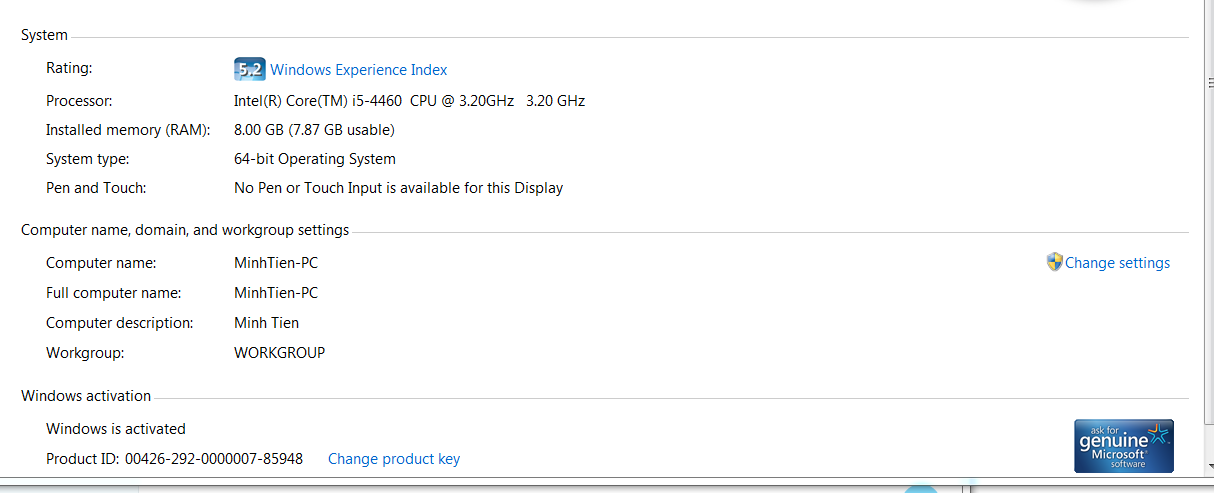 System
Rating: 5.2 Windows Experience Index
Processor: Intel(R) Core(TM) i5-4460  CPU @ 3.20GHz   3.20 GHz
Installed memory (RAM): 8.00 GB (7.87 GB usable)
System type: 64-bit Operating System
Pen and Touch: No Pen or Touch Input is available for this Display
Computer name, domain, and workgroup settings
Computer name: MinhTien-PC Change settings
Full computer name: MinhTien-PC
Computer description: Minh Tien
Workgroup: WORKGROUP
Windows activation
Windows is activated
Product ID: 00426-292-0000007-85948 Change product key
ask for
genuine
Microsoft
software